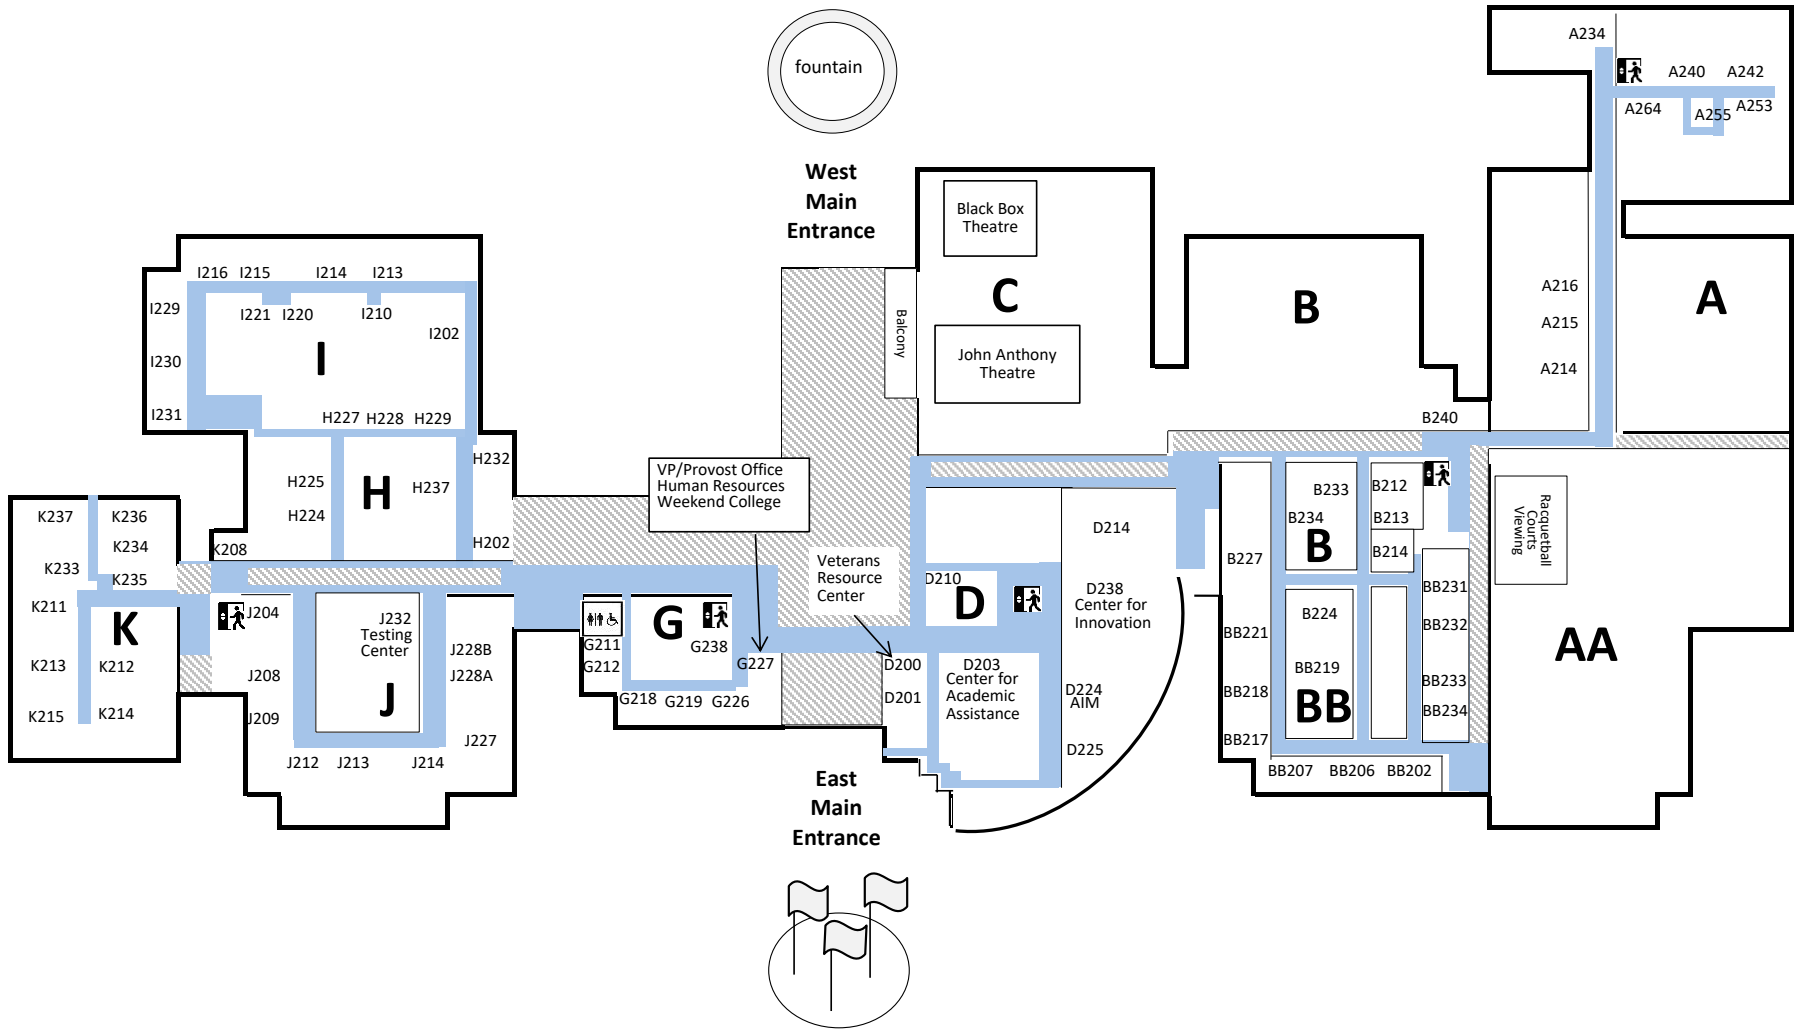 fountain
West
Main
Entrance
Black Box
Theatre
C
Balcony
John Anthony
Theatre
B
B240
A234
A240
A242
A264
A255
A253
A216
A215
A214
A
I216
I215
I214
I213
I229
I221
I220
I210
I202
I230
I
I231
H227
H228
H229
H232
H225
H
H237
H224
H202
K237
K236
K234
K208
K233
K235
K211
K
K213
K212
K215
K214
J204
J232
Testing
Center
J228B
J208
J228A
J
J209
J227
J212
J213
J214
VP/Provost Office
Human Resources
Weekend College
Veterans
Resource
Center
G
G211
G238
G212
G227
G218
G219
G226
D210
D
D214
D238
Center for
Innovation
D200
D203
Center for
Academic
Assistance
D201
D224
AIM
D225
B233
B212
B234
B213
B
B214
B227
BB231
B224
BB221
BB232
BB219
BB218
BB
BB233
BB234
BB217
BB207
BB206
BB202
Racquetball
Courts
Viewing
AA
East
Main
Entrance